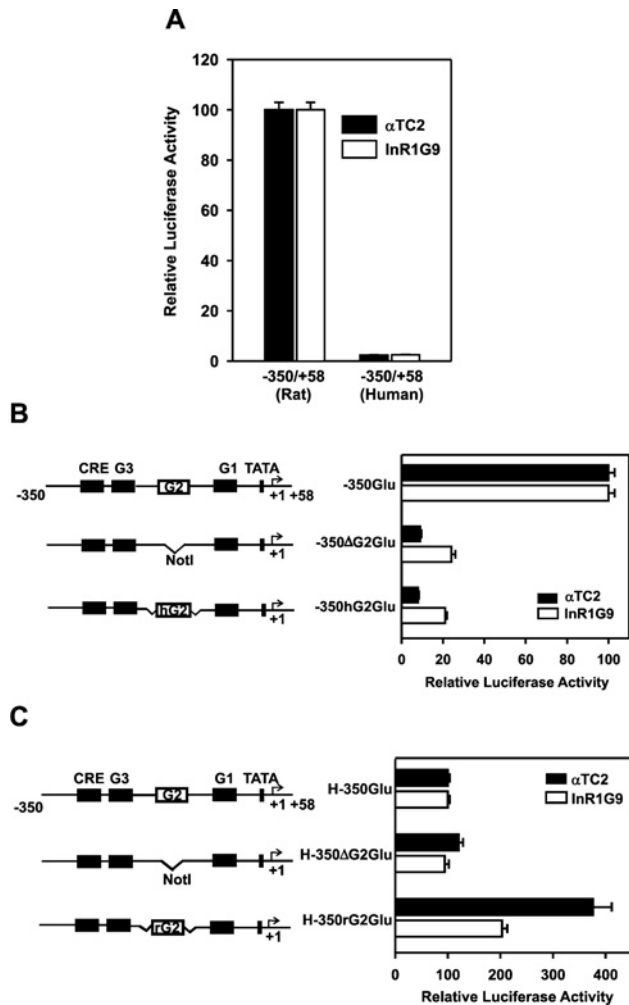 A
Relative Luciferase Activity
120
100
80
60
40
20
0
αTC2
InR1G9
-350/+58
(Rat)
-350/+58
(Human)
B
CRE G3 G2 G1 TATA
-350
+1 +58
NotI
+1
hG2
+1
-350Glu
-350ΔG2Glu
-350hG2Glu
αTC2
InR1G9
0 20 40 60 80 100
Relative Luciferase Activity
C
CRE G3 G2 G1 TATA
-350
+1 +58
NotI
+1
rG2
+1
H-350Glu
H-350ΔG2Glu
H-350rG2Glu
αTC2
InR1G9
0 100 200 300 400
Relative Luciferase Activity